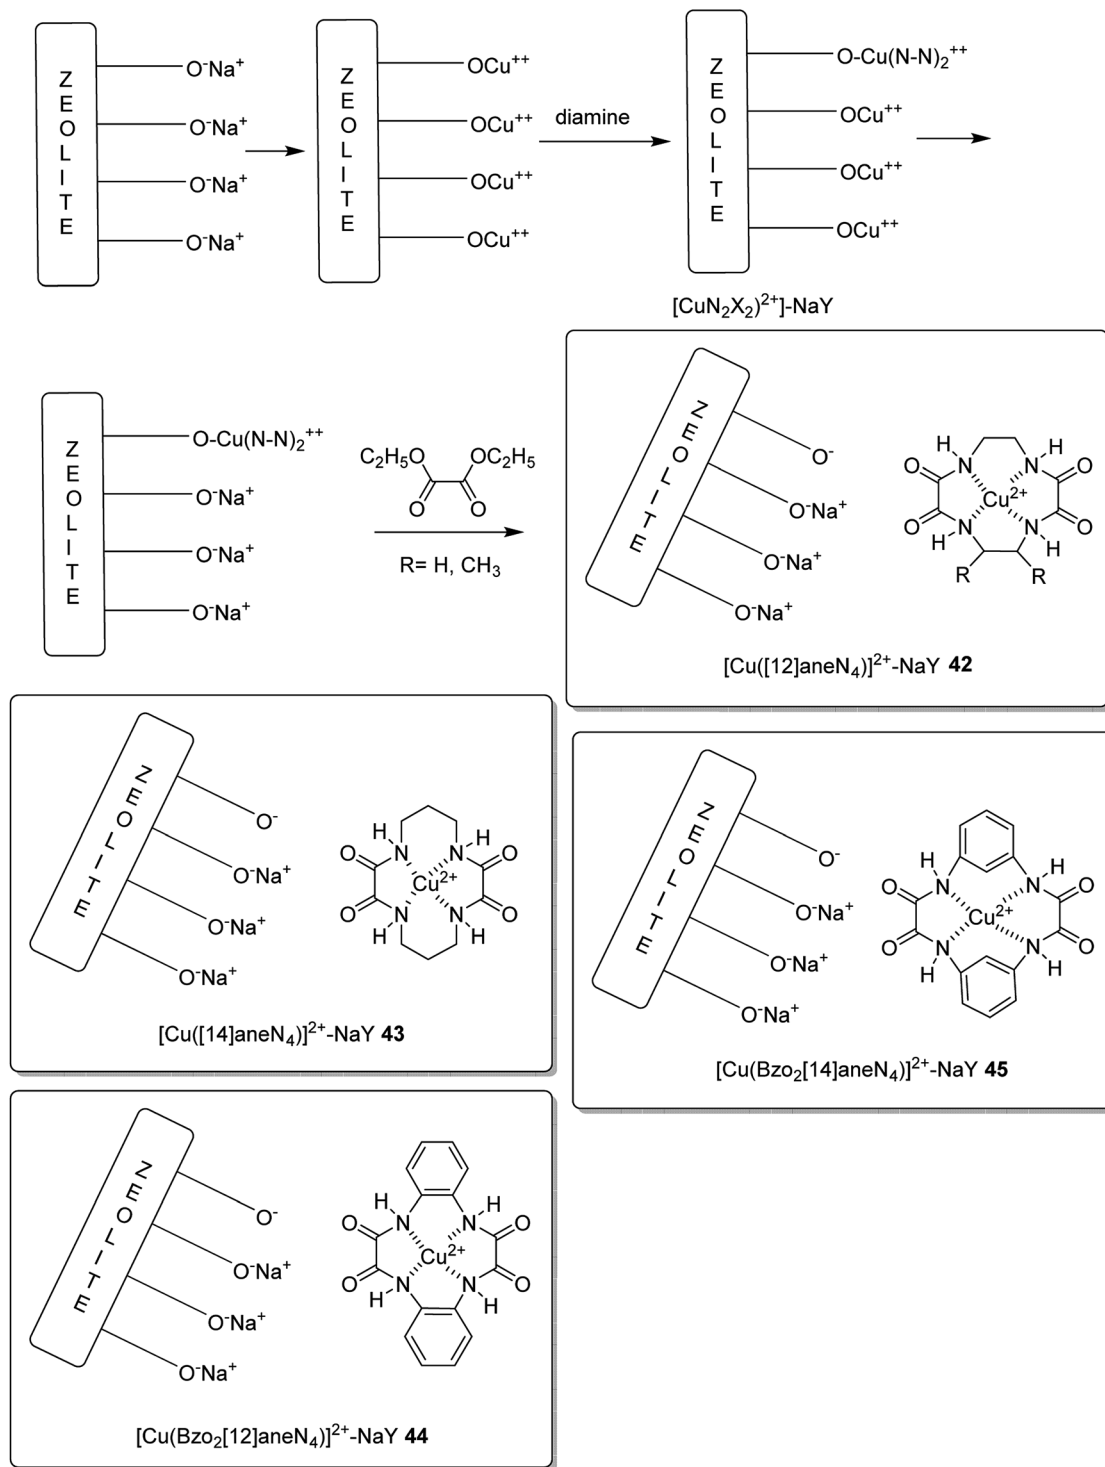 ZEOLITE
O⁻Na⁺
O⁻Na⁺
O⁻Na⁺
O⁻Na⁺
ZEOLITE
OCu⁺⁺
OCu⁺⁺
OCu⁺⁺
OCu⁺⁺
diamine
ZEOLITE
O-Cu(N-N)₂⁺⁺
OCu⁺⁺
OCu⁺⁺
OCu⁺⁺
[CuN₂X₂)²⁺]-NaY
ZEOLITE
O-Cu(N-N)₂⁺⁺
O⁻Na⁺
O⁻Na⁺
O⁻Na⁺
C₂H₅O OC₂H₅
O O
R= H, CH₃
ZEOLITE
O⁻
O⁻Na⁺
O⁻Na⁺
O⁻Na⁺
H H
O N N O
Cu²⁺
O N N O
H H
R R
[Cu([12]aneN₄)]²⁺-NaY 42
ZEOLITE
O⁻
O⁻Na⁺
O⁻Na⁺
O⁻Na⁺
H H
O N N O
Cu²⁺
O N N O
H H
[Cu([14]aneN₄)]²⁺-NaY 43
ZEOLITE
O⁻
O⁻Na⁺
O⁻Na⁺
O⁻Na⁺
H H
O N N O
Cu²⁺
O N N O
H H
[Cu(Bzo₂[14]aneN₄)]²⁺-NaY 45
ZEOLITE
O⁻
O⁻Na⁺
O⁻Na⁺
O⁻Na⁺
H H
O N N O
Cu²⁺
O N N O
H H
[Cu(Bzo₂[12]aneN₄)]²⁺-NaY 44